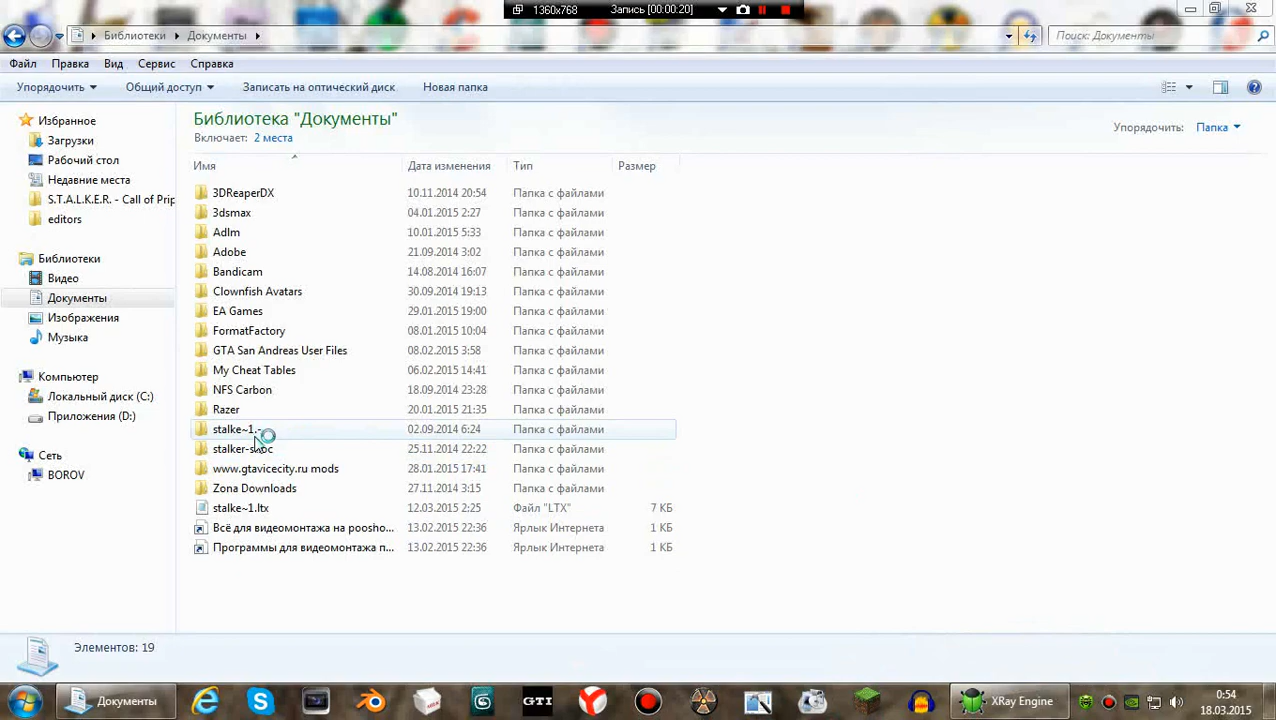 1360x768 Запись [00:00:20]
Библиотеки Документы Поиск: Документы
Файл Правка Вид Сервис Справка
Упорядочить Общий доступ Записать на оптический диск Новая папка
Избранное
Загрузки
Рабочий стол
Недавние места
S.T.A.L.K.E.R. - Call of Prip
editors
Библиотеки
Видео
Документы
Изображения
Музыка
Компьютер
Локальный диск (C:)
Приложения (D:)
Сеть
BOROV
Библиотека "Документы"
Включает: 2 места
Упорядочить: Папка
Имя Дата изменения Тип Размер
3DReaperDX 10.11.2014 20:54 Папка с файлами
3dsmax 04.01.2015 2:27 Папка с файлами
Adlm 10.01.2015 5:33 Папка с файлами
Adobe 21.09.2014 3:02 Папка с файлами
Bandicam 14.08.2014 16:07 Папка с файлами
Clownfish Avatars 30.09.2014 19:13 Папка с файлами
EA Games 29.01.2015 19:00 Папка с файлами
FormatFactory 08.01.2015 10:04 Папка с файлами
GTA San Andreas User Files 08.02.2015 3:58 Папка с файлами
My Cheat Tables 06.02.2015 14:41 Папка с файлами
NFS Carbon 18.09.2014 23:28 Папка с файлами
Razer 20.01.2015 21:35 Папка с файлами
stalke~1.- 02.09.2014 6:24 Папка с файлами
25.11.2014 22:22 Папка с файлами
www.gtavicecity.ru mods 28.01.2015 17:41 Папка с файлами
Zona Downloads 27.11.2014 3:15 Папка с файлами
stalke~1.ltx 12.03.2015 2:25 Файл "LTX" 7 КБ
Всё для видеомонтажа на poosho... 13.02.2015 22:36 Ярлык Интернета 1 КБ
Программы для видеомонтажа п... 13.02.2015 22:36 Ярлык Интернета 1 КБ
Элементов: 19
Документы GTI XRay Engine 0:54
18.03.2015